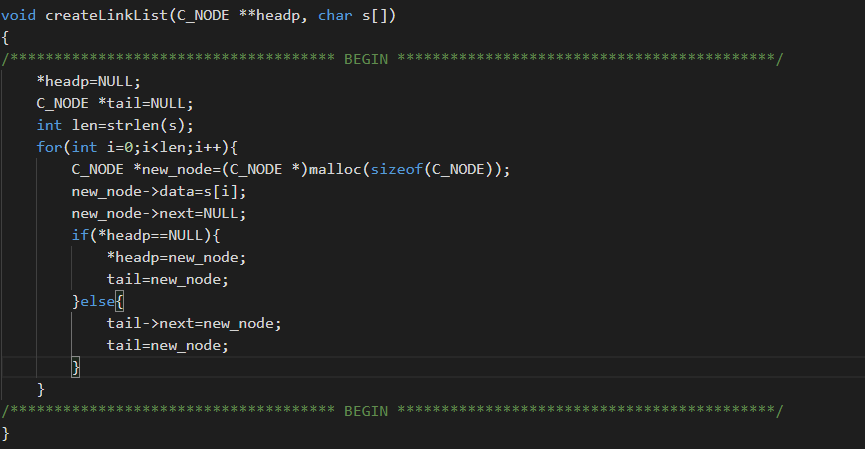 void createLinkList(C_NODE **headp, char s[])
{
/************************************* BEGIN *******************************************/
    *headp=NULL;
    C_NODE *tail=NULL;
    int len=strlen(s);
    for(int i=0;i<len;i++){
        C_NODE *new_node=(C_NODE *)malloc(sizeof(C_NODE));
        new_node->data=s[i];
        new_node->next=NULL;
        if(*headp==NULL){
            *headp=new_node;
            tail=new_node;
        }else{
            tail->next=new_node;
            tail=new_node;
        }
    }
/************************************* BEGIN *******************************************/
}